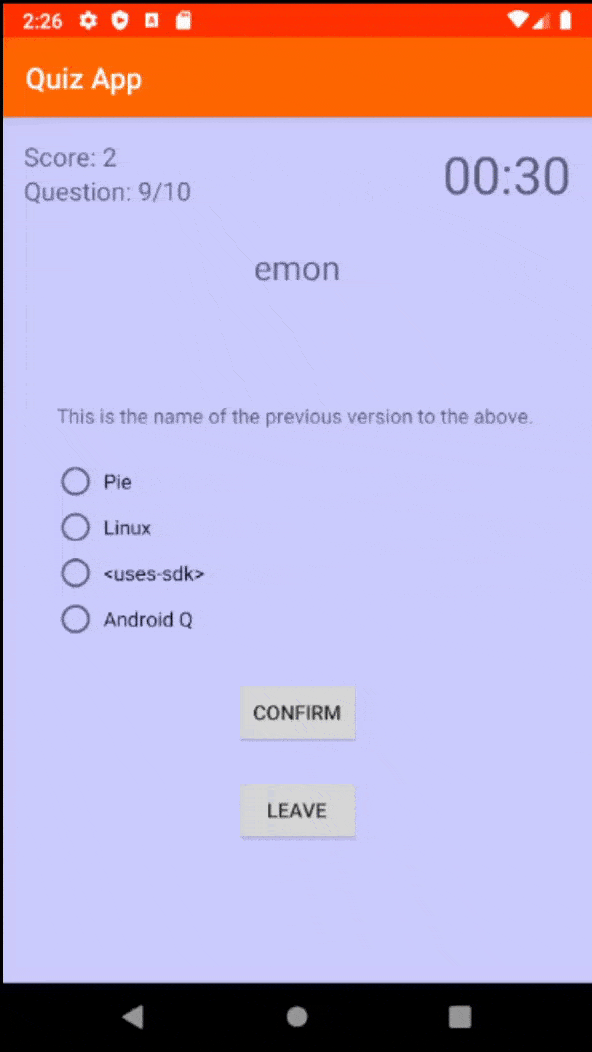 2:26
Quiz App
Score: 2
00:30
Question: 9/10
emon
This is the name of the previous version to the above.
Pie
Linux
<uses-sdk>
Android Q
CONFIRM
LEAVE